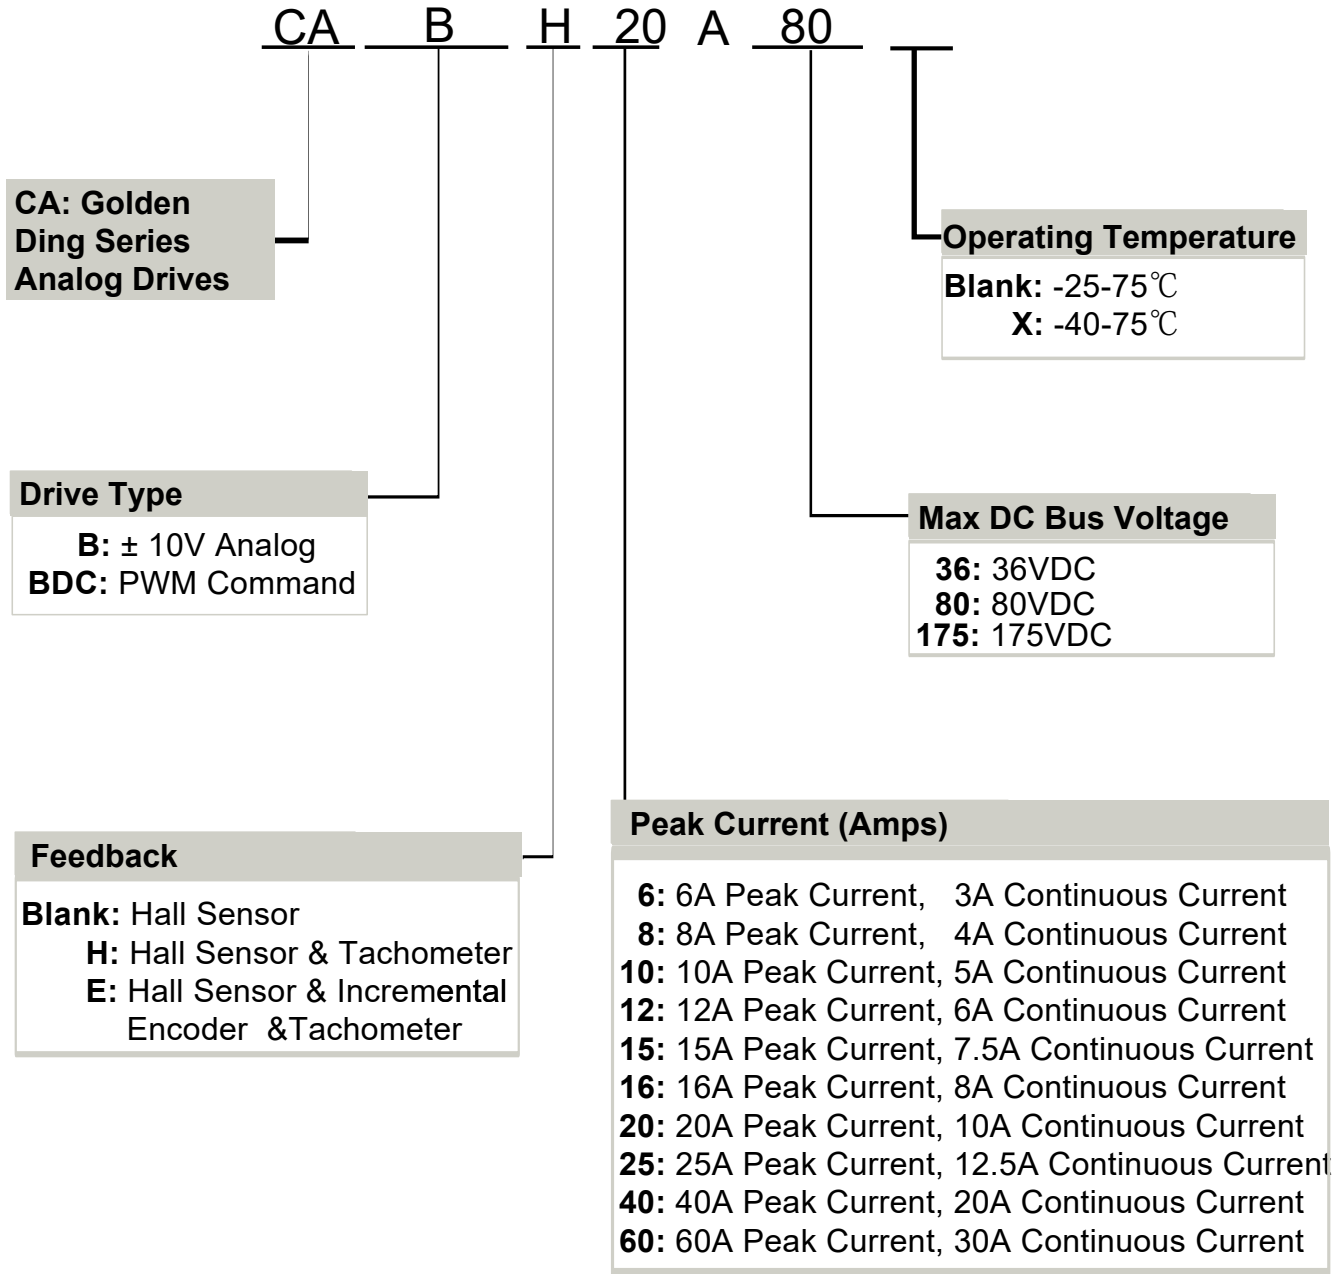 CA B H 20 A 80
CA: Golden
Ding Series
Analog Drives
Operating Temperature
Blank: -25-75℃
X: -40-75℃
Drive Type
B: ± 10V Analog
BDC: PWM Command
Max DC Bus Voltage
36: 36VDC
80: 80VDC
175: 175VDC
Feedback
Blank: Hall Sensor
H: Hall Sensor & Tachometer
E: Hall Sensor & Incremental
Encoder &Tachometer
Peak Current (Amps)
6: 6A Peak Current, 3A Continuous Current
8: 8A Peak Current, 4A Continuous Current
10: 10A Peak Current, 5A Continuous Current
12: 12A Peak Current, 6A Continuous Current
15: 15A Peak Current, 7.5A Continuous Current
16: 16A Peak Current, 8A Continuous Current
20: 20A Peak Current, 10A Continuous Current
25: 25A Peak Current, 12.5A Continuous Current
40: 40A Peak Current, 20A Continuous Current
60: 60A Peak Current, 30A Continuous Current